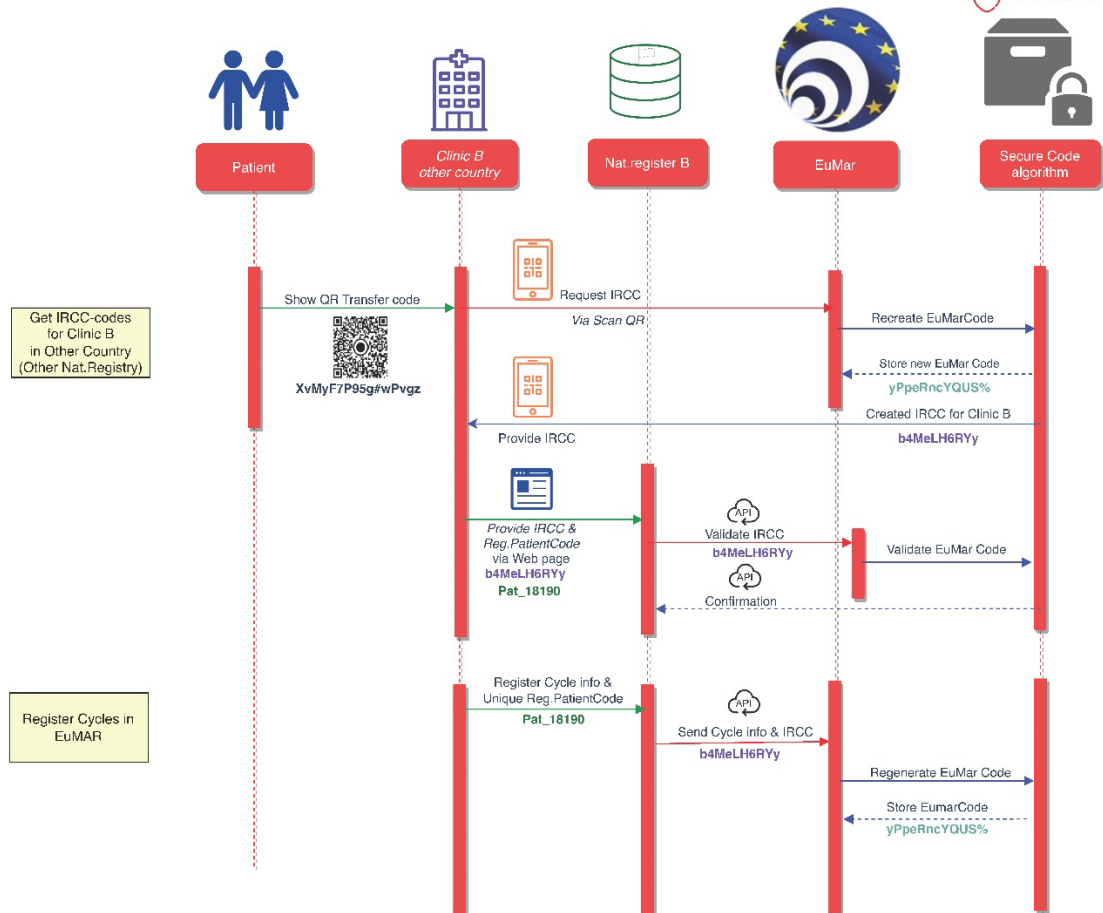 Patient
Clinic B
other country
Nat.register B
EuMar
Secure Code
algorithm
Get IRCC-codes
for Clinic B
in Other Country
(Other Nat.Registry)
Show QR Transfer code
XvMyF7P95g#wPvgz
Request IRCC
Via Scan QR
Recreate EuMarCode
Store new EuMar Code
yPpeRncYQUS%
Created IRCC for Clinic B
b4MeLH6RYy
Provide IRCC
Provide IRCC &
Reg.PatientCode
via Web page
b4MeLH6RYy
Pat_18190
API
Validate IRCC
b4MeLH6RYy
Validate EuMar Code
API
Confirmation
Register Cycles in
EuMAR
Register Cycle info &
Unique Reg.PatientCode
Pat_18190
API
Send Cycle info & IRCC
b4MeLH6RYy
Regenerate EuMar Code
Store EumarCode
yPpeRncYQUS%